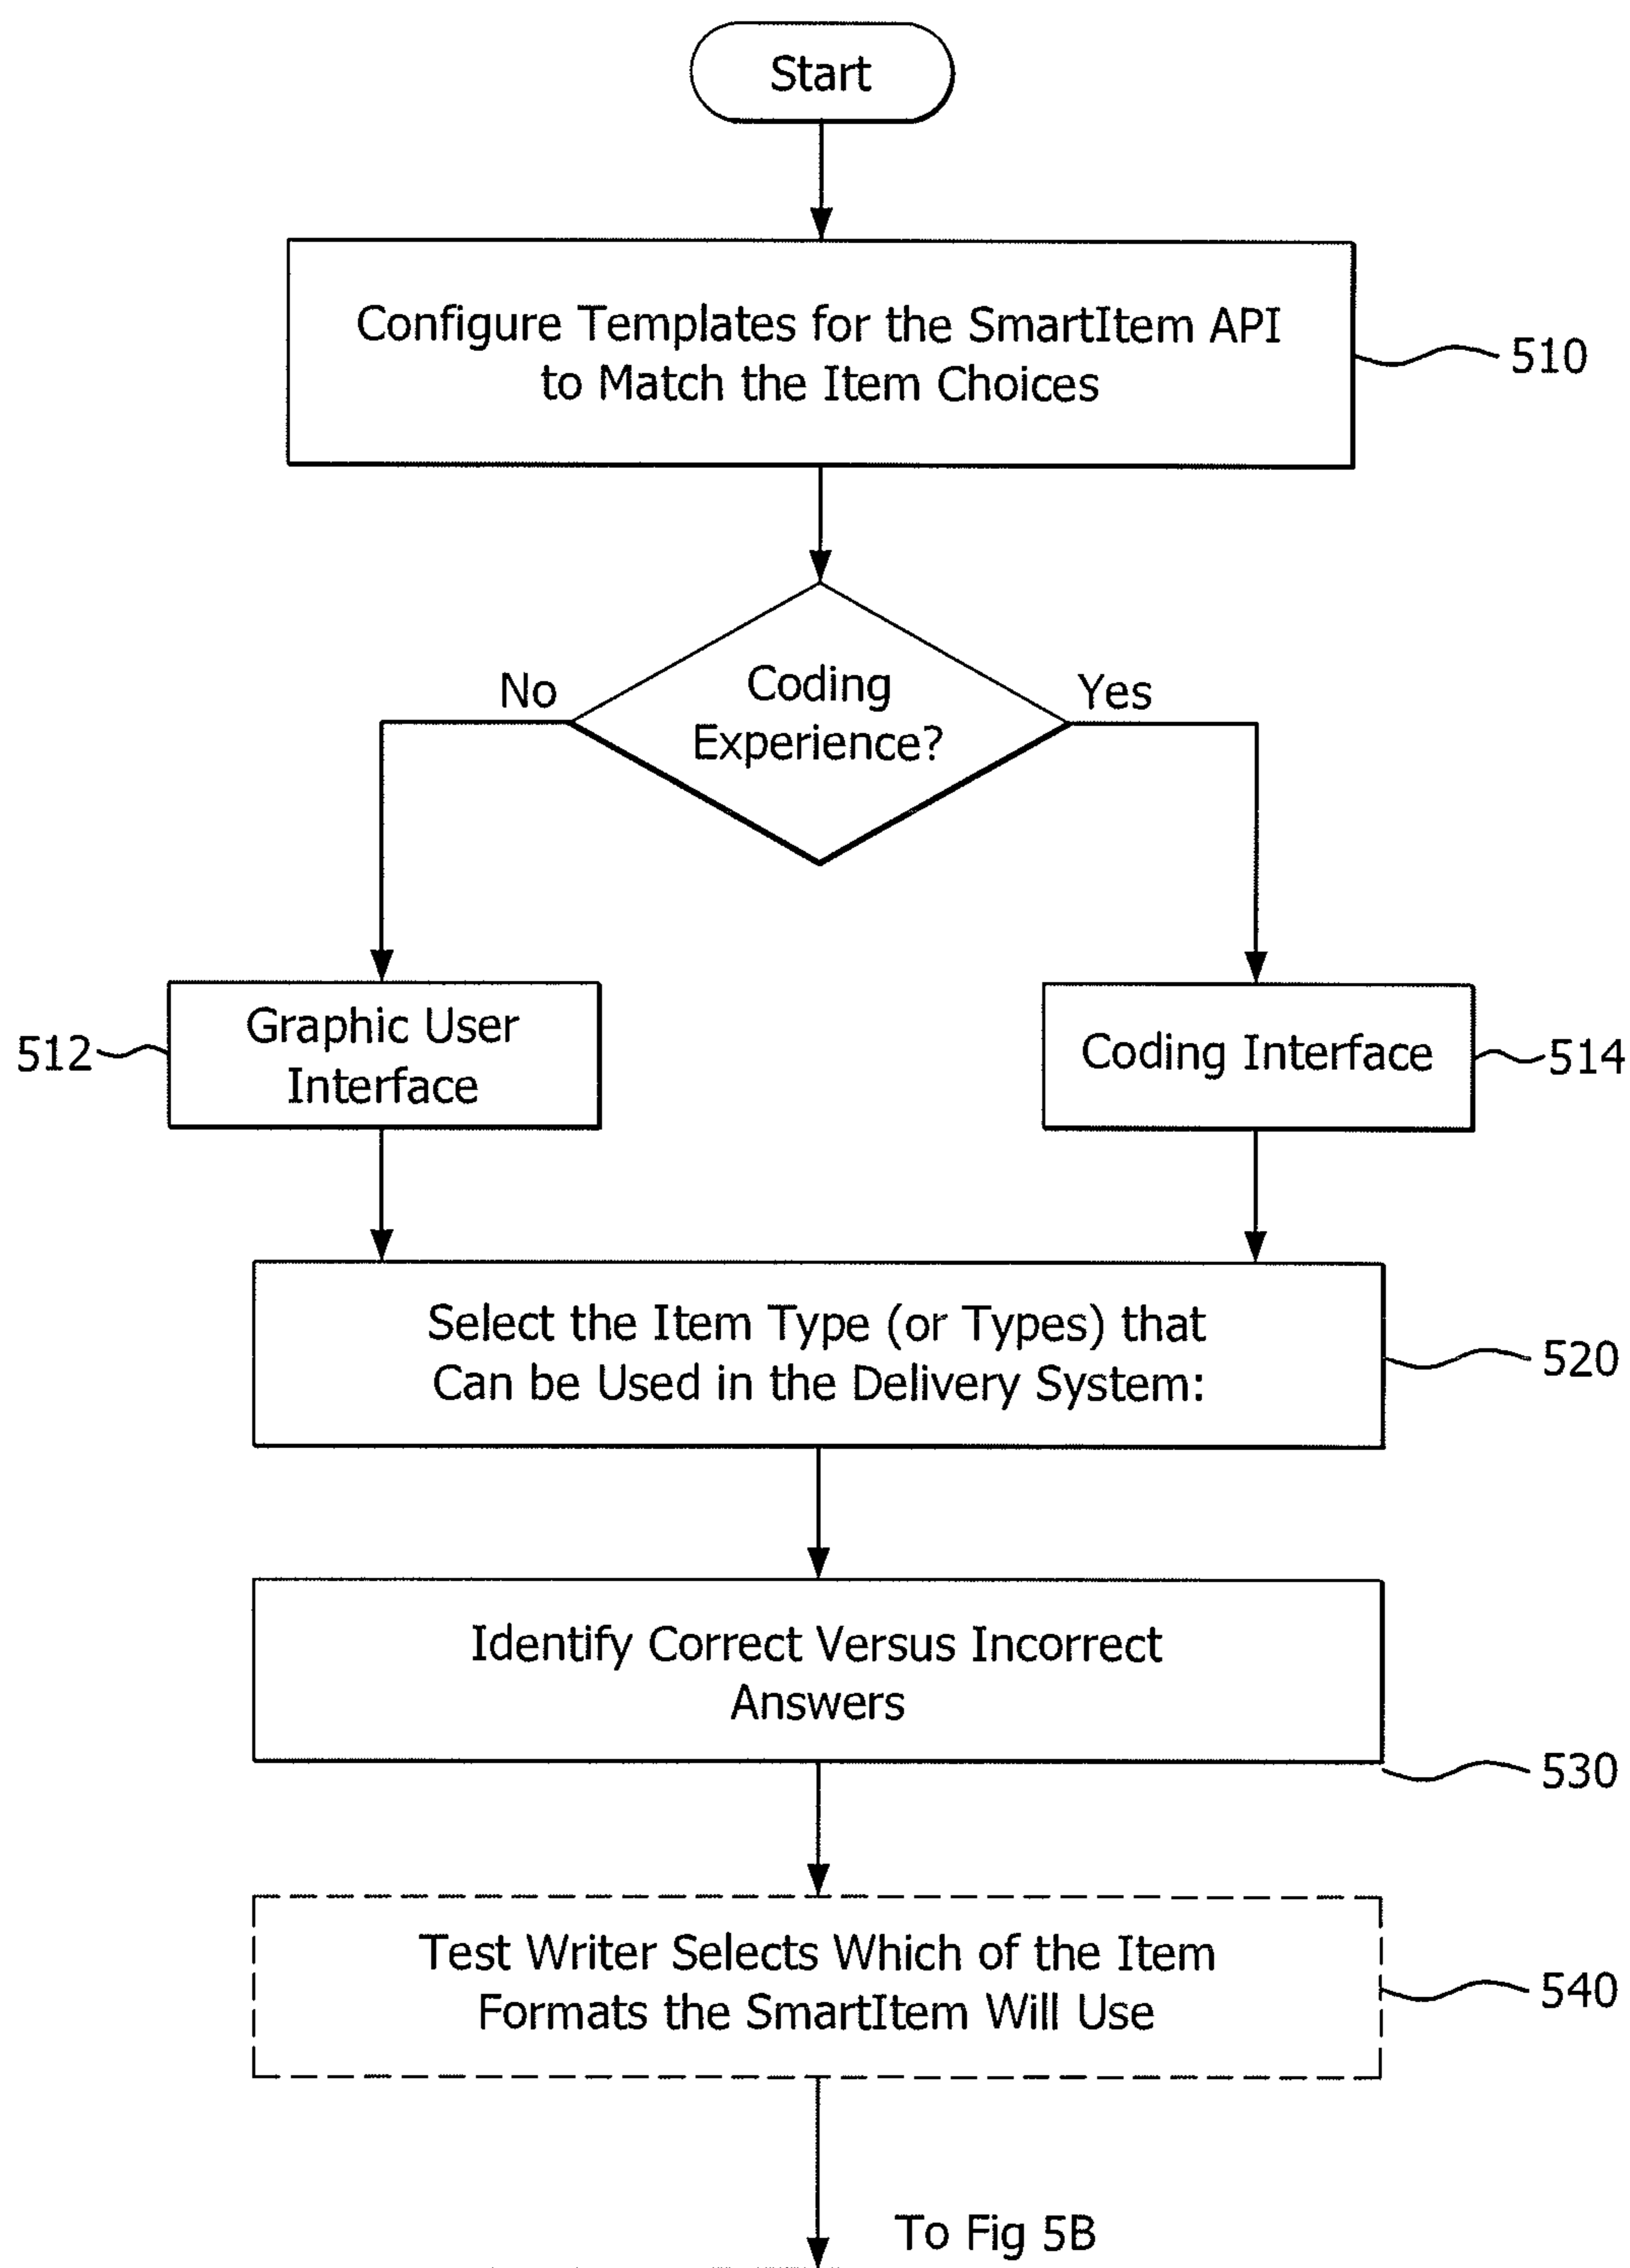 Start
Configure Templates for the SmartItem API
to Match the Item Choices
510
Coding
Experience?
No
Yes
Graphic User
Interface
512
Coding Interface
514
Select the Item Type (or Types) that
Can be Used in the Delivery System:
520
Identify Correct Versus Incorrect
Answers
530
Test Writer Selects Which of the Item
Formats the SmartItem Will Use
540
To Fig 5B